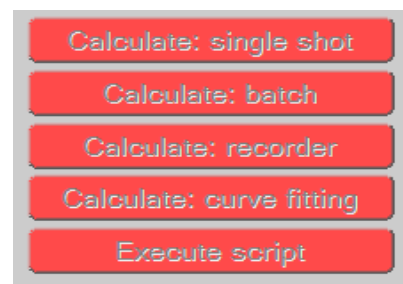 Calculate: single shot
Calculate: batch
Calculate: recorder
Calculate: curve fitting
Execute script